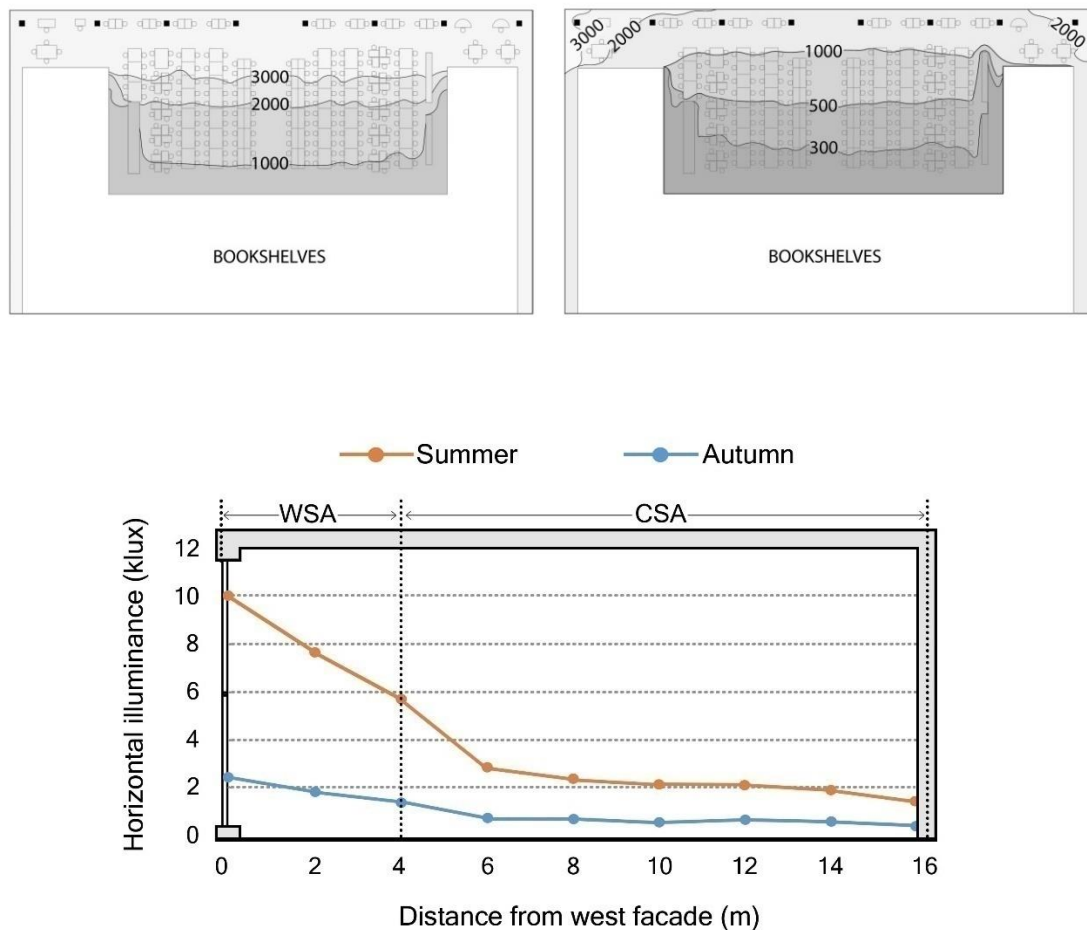 3000
2000
1000
BOOKSHELVES
3000
2000
2000
1000
500
300
BOOKSHELVES
Summer Autumn
WSA CSA
Horizontal illuminance (klux)
12
10
8
6
4
2
0
0 2 4 6 8 10 12 14 16
Distance from west facade (m)